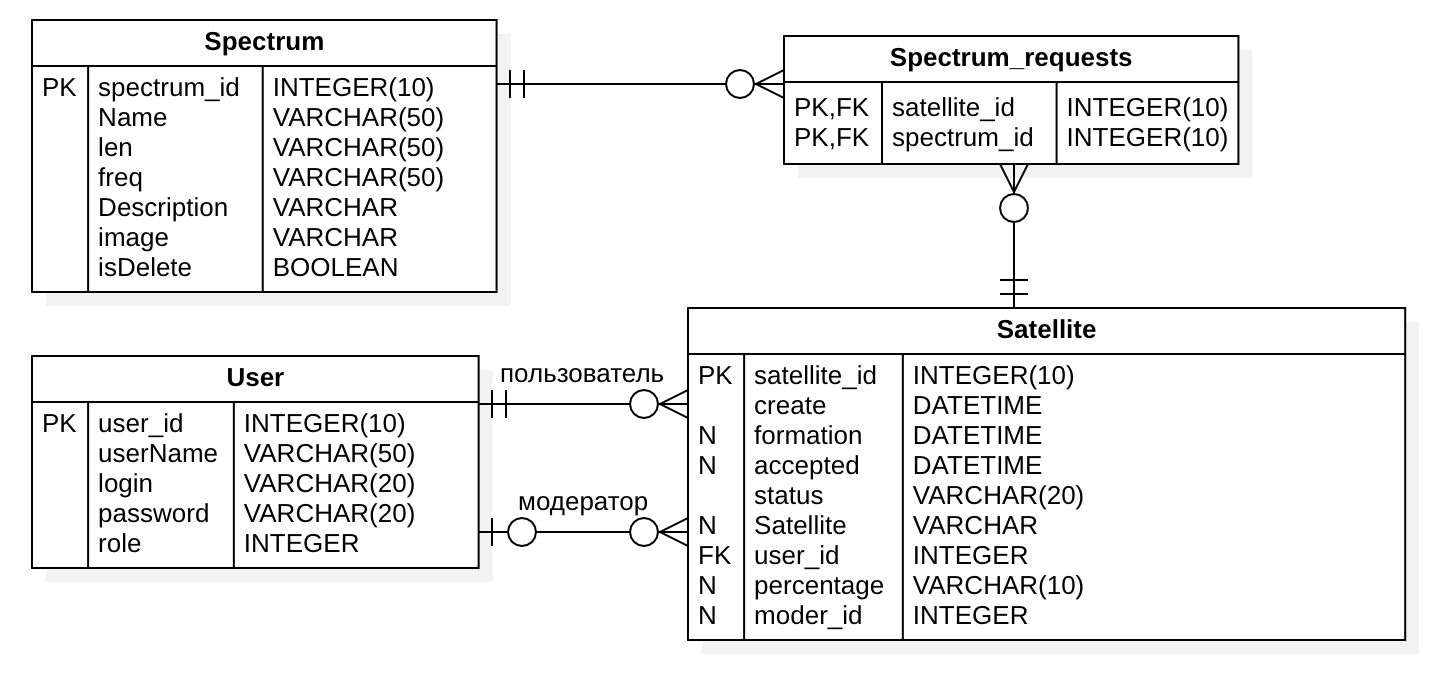 Spectrum
PK spectrum_id INTEGER(10)
Name VARCHAR(50)
len VARCHAR(50)
freq VARCHAR(50)
Description VARCHAR
image VARCHAR
isDelete BOOLEAN
Spectrum_requests
PK,FK satellite_id INTEGER(10)
PK,FK spectrum_id INTEGER(10)
User
PK user_id INTEGER(10)
userName VARCHAR(50)
login VARCHAR(20)
password VARCHAR(20)
role INTEGER
пользователь
модератор
Satellite
PK satellite_id INTEGER(10)
create DATETIME
N formation DATETIME
N accepted DATETIME
status VARCHAR(20)
N Satellite VARCHAR
FK user_id INTEGER
N percentage VARCHAR(10)
N moder_id INTEGER